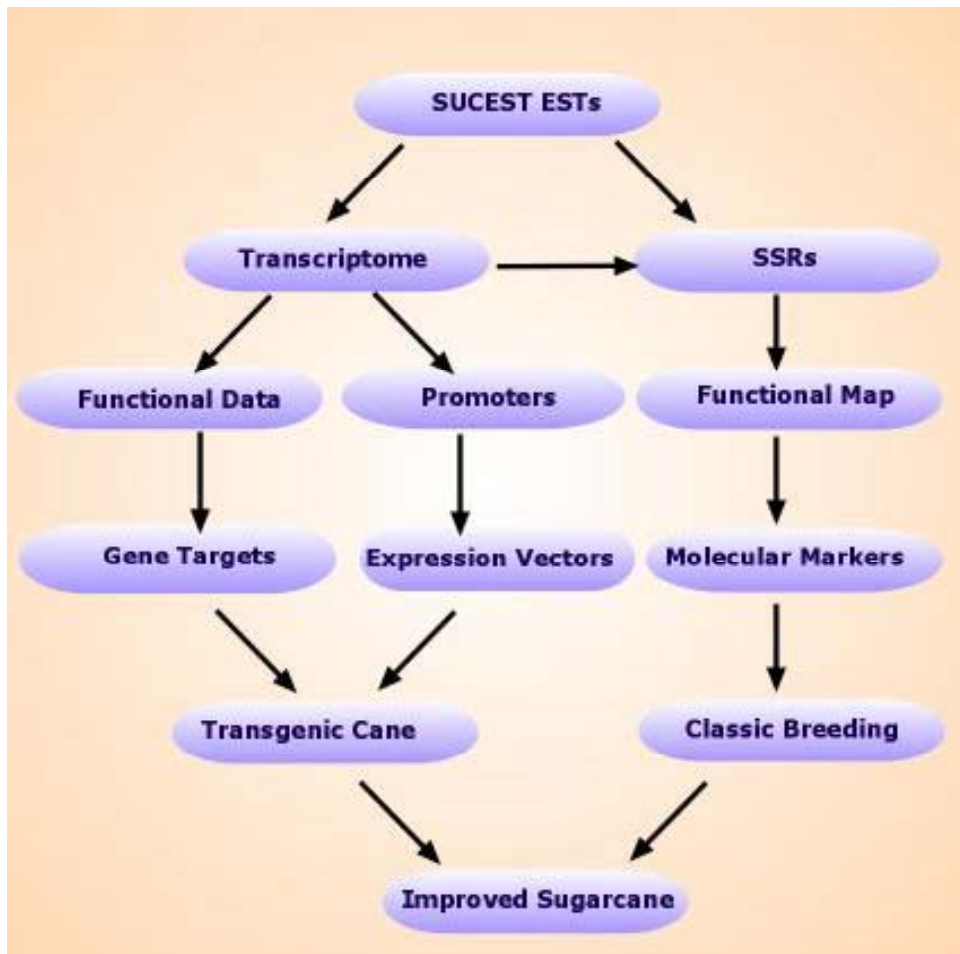 SUCEST ESTs
Transcriptome
SSRs
Functional Data
Promoters
Functional Map
Gene Targets
Expression Vectors
Molecular Markers
Transgenic Cane
Classic Breeding
Improved Sugarcane